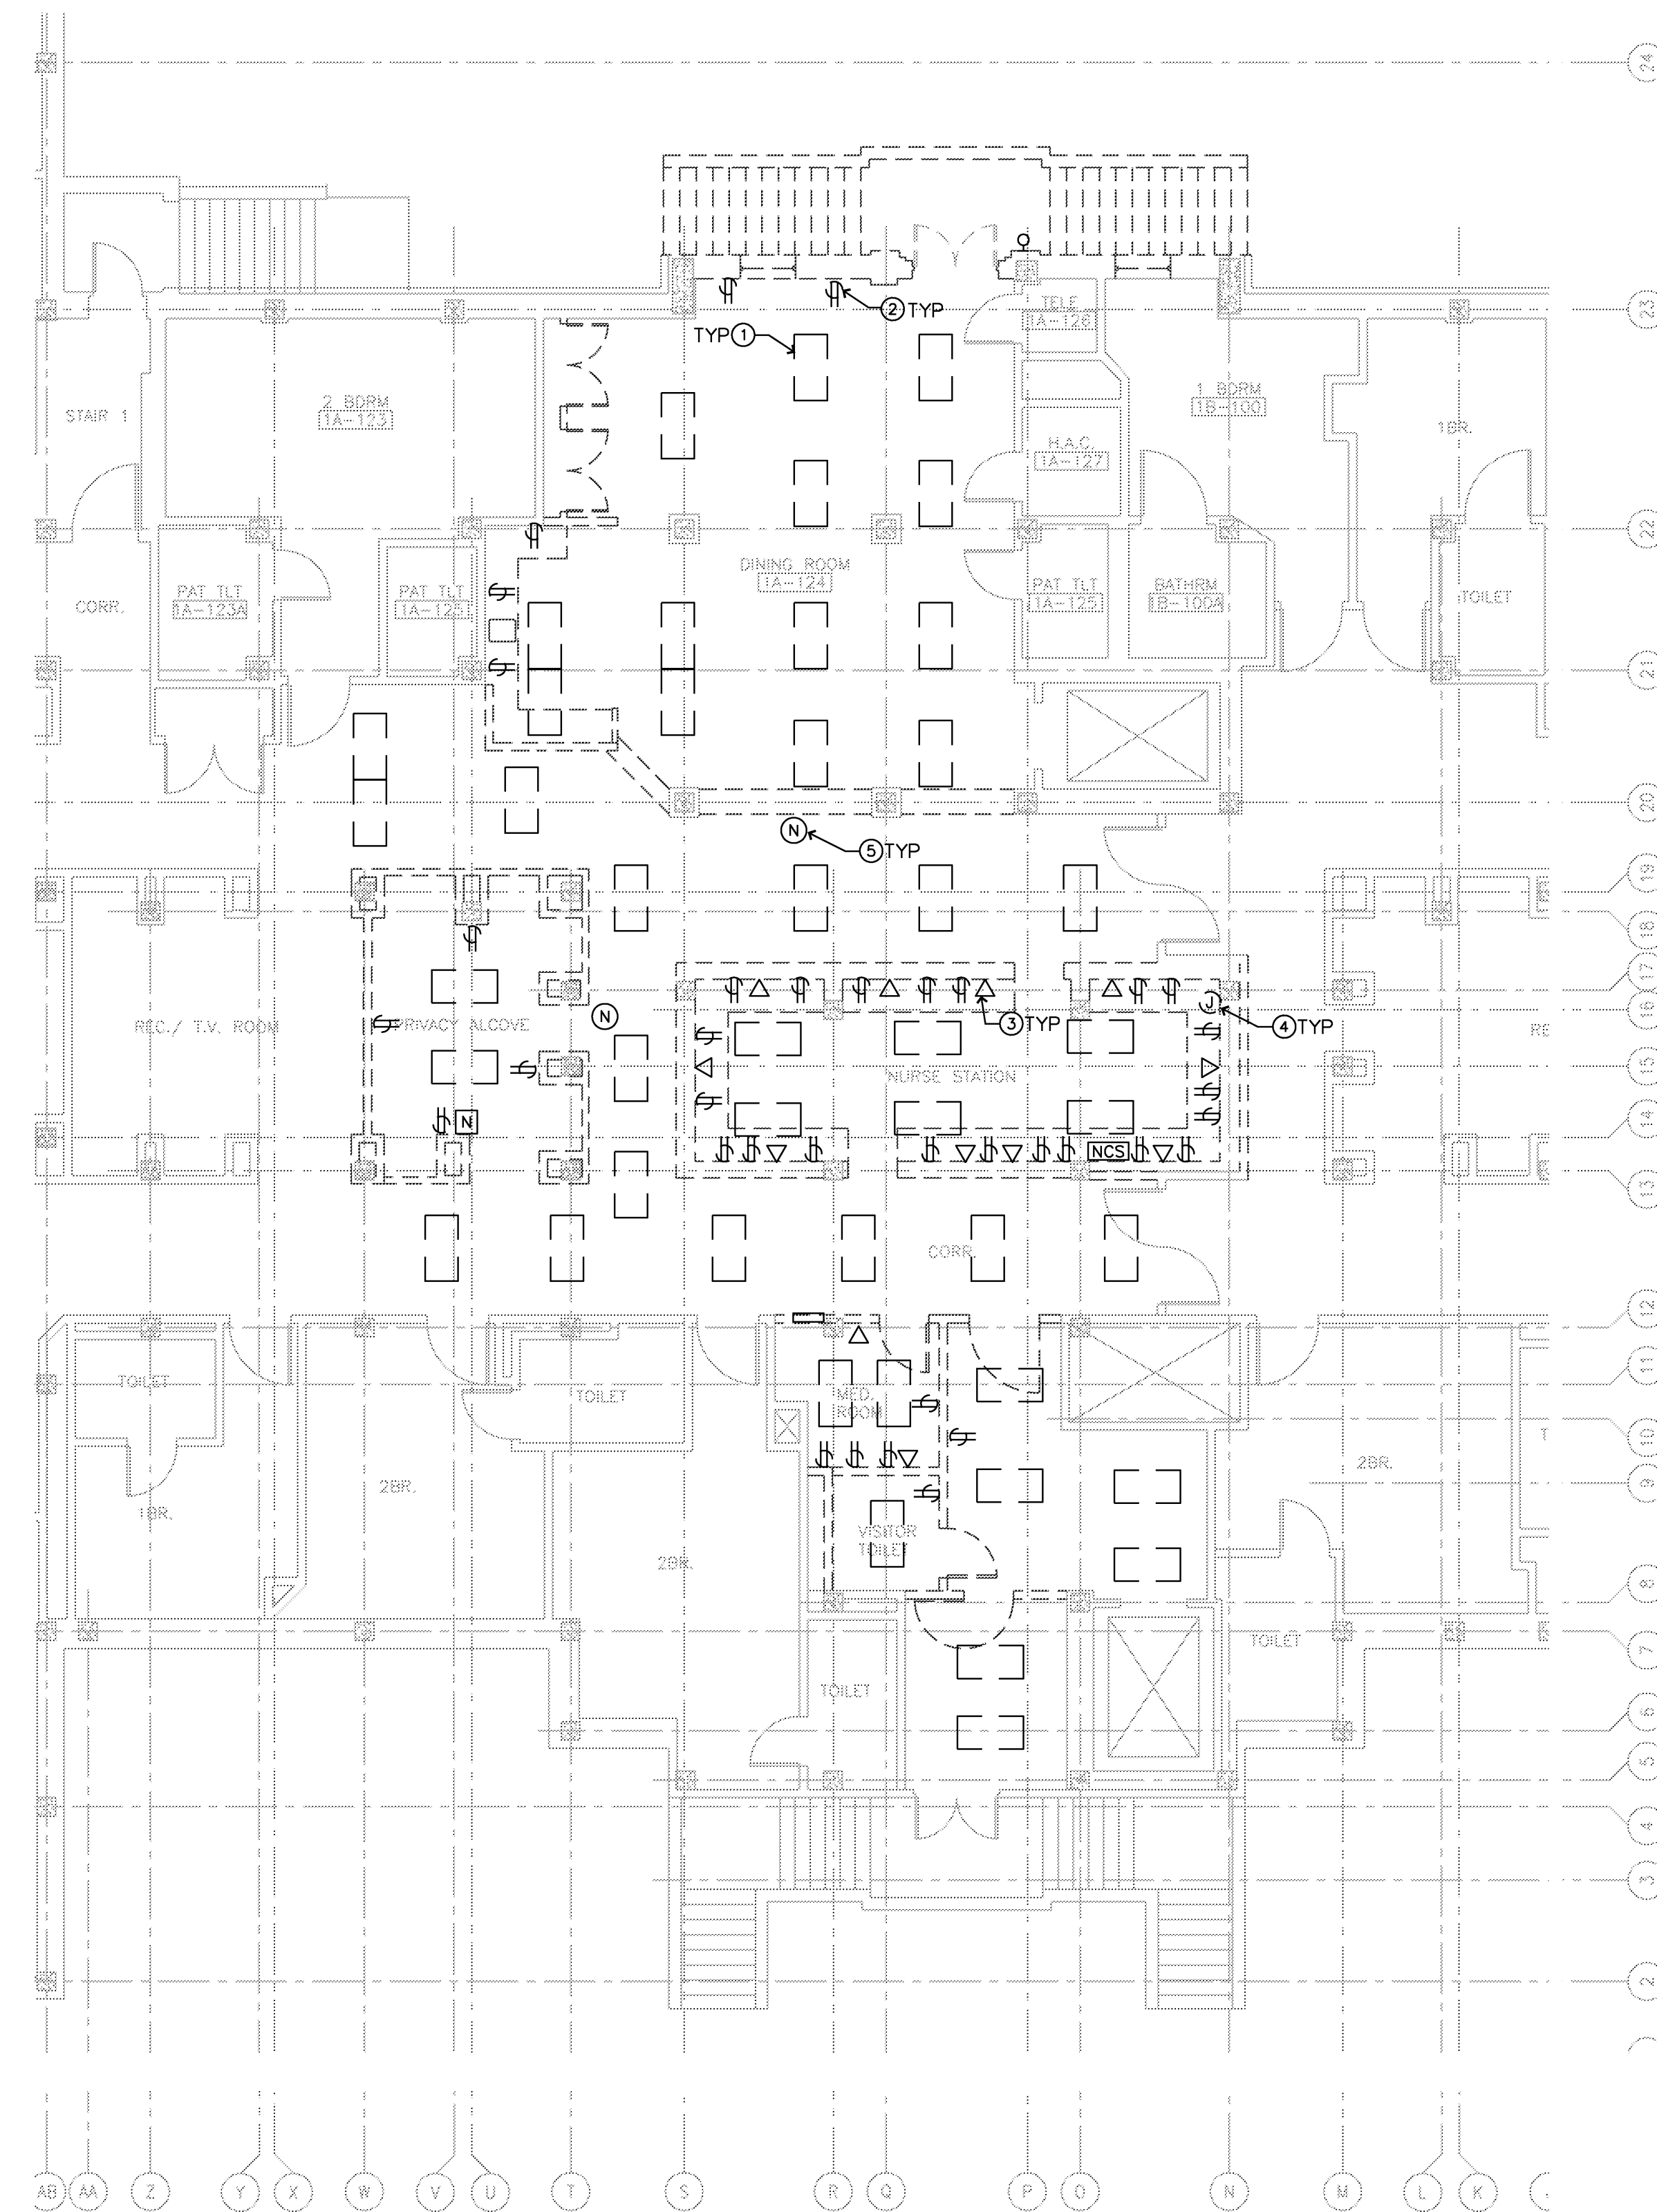 24
23
2 TYP
TYP 1
TELE
1A-126
2 BDRM
1A-123
1 BDRM
1B-100
STAIR 1
1BR.
H.A.C.
1A-127
22
DINING ROOM
1A-124
PAT TLT
1A-123A
PAT TLT
1A-125
PAT TLT
1A-125
BATHRM
1B-100A
CORR.
TOILET
21
20
N
5 TYP
19
18
17
16
J
REC./ T.V. ROOM
PRIVACY ALCOVE
N
3 TYP
4 TYP
RE
15
NURSE STATION
14
N
NCS
13
CORR.
12
11
TOILET
TOILET
MED.
ROOM
10
T
2BR.
9
2BR.
1BR.
VISITOR
TOILET
2BR.
8
7
TOILET
TOILET
6
5
4
3
2
AB AA Z Y X W V U T S R Q P O N M L K